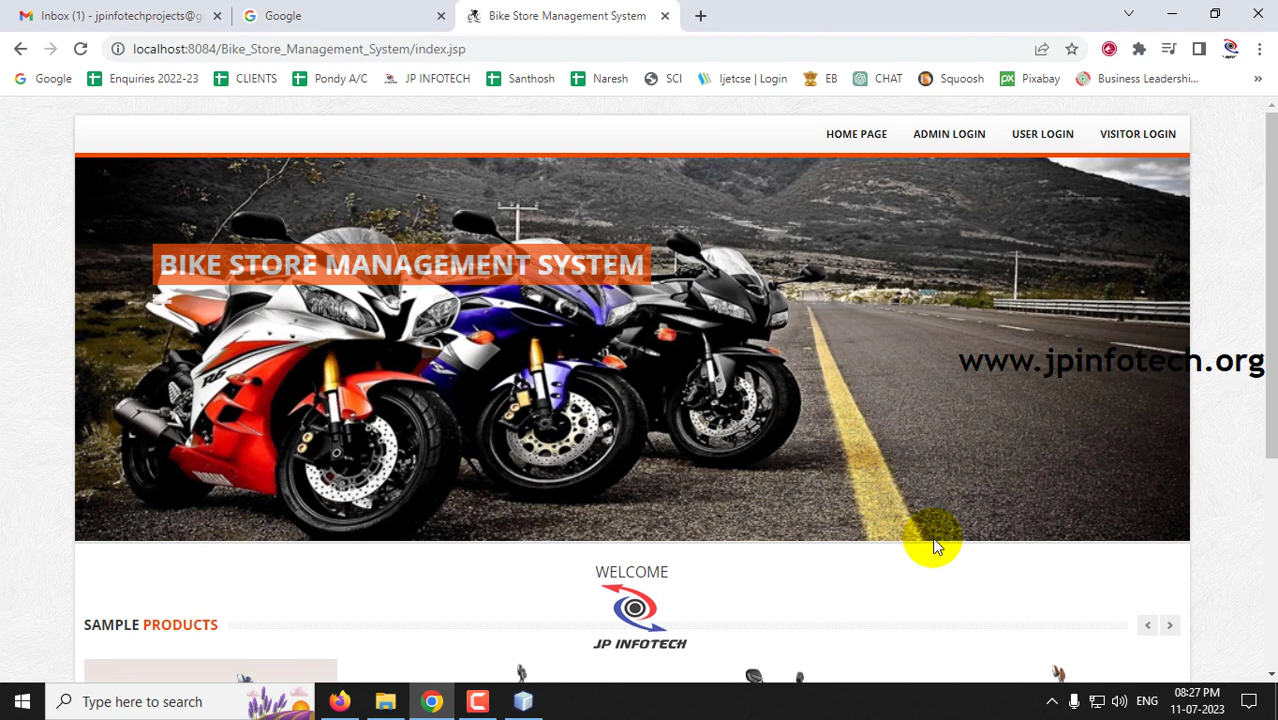 Inbox (1) - jpinfotechprojects@g
Google
Bike Store Management System
localhost:8084/Bike_Store_Management_System/index.jsp
Google
Enquiries 2022-23
CLIENTS
Pondy A/C
JP INFOTECH
Santhosh
Naresh
SCI
Ijetcse | Login
EB
CHAT
Squoosh
px Pixabay
Business Leadershi...
HOME PAGE
ADMIN LOGIN
USER LOGIN
VISITOR LOGIN
BIKE STORE MANAGEMENT SYSTEM
R6
www.jpinfotech.org
WELCOME
JP INFOTECH
SAMPLE PRODUCTS
Type here to search
ENG
08:27 PM
11-07-2023